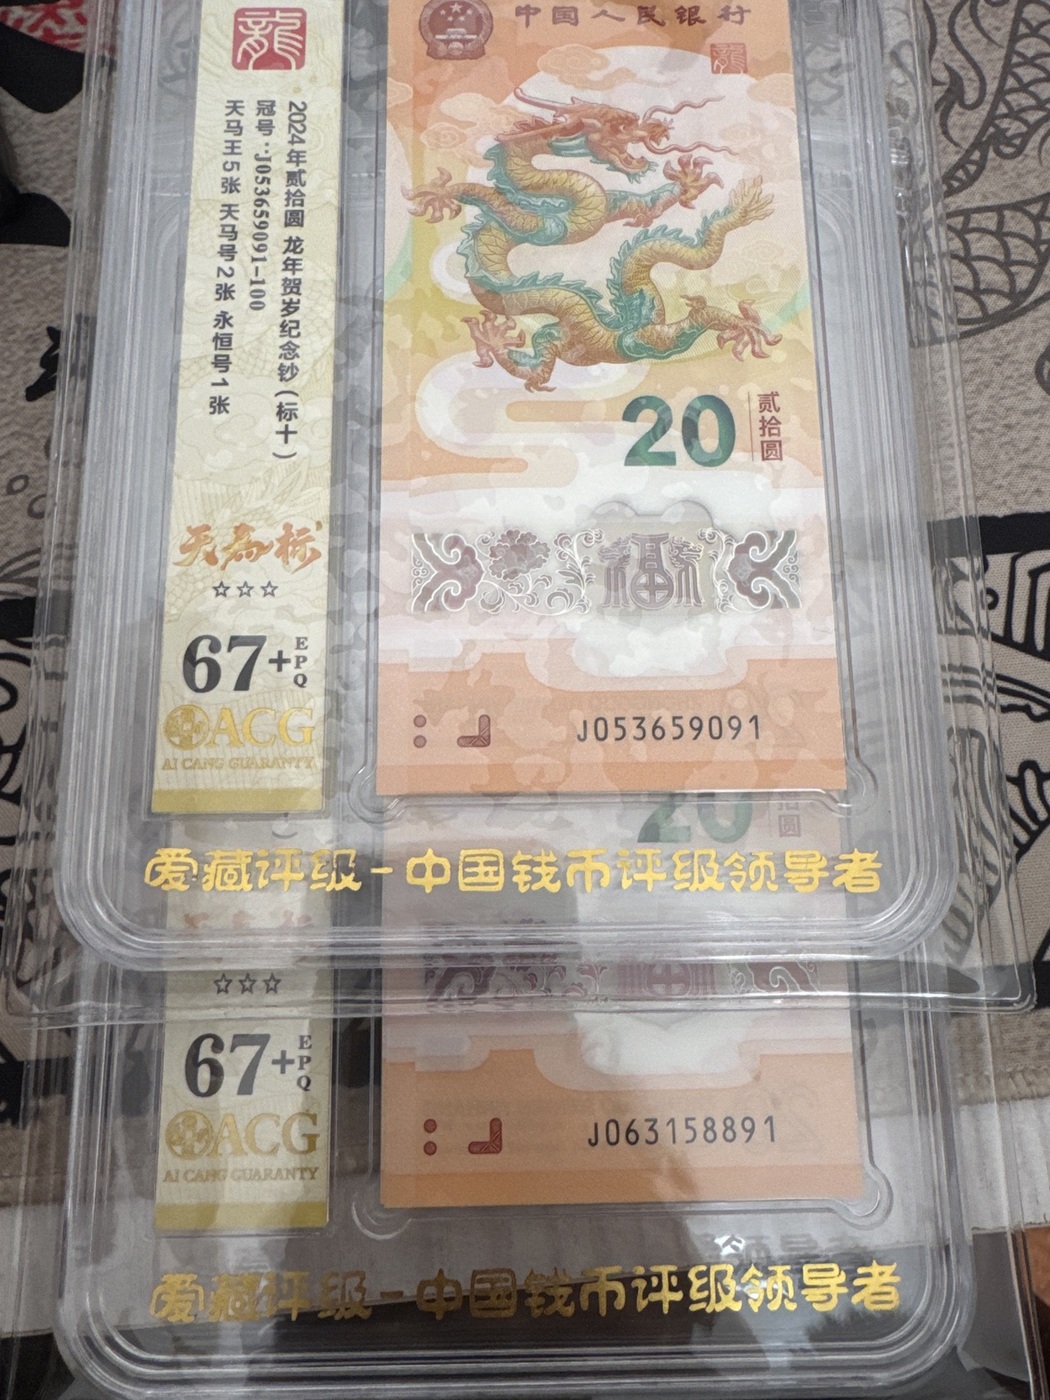 龍
2024年贰拾圆 龙年贺岁纪念钞(标十)
冠号:J053659091-100
天马王5张 天马号2张 永恒号1张
天马标
☆☆☆
67+EPQ
ACG
AI CANG GUARANTY
中国人民银行
龍
20
贰拾圆
福
J053659091
爱藏评级-中国钱币评级领导者
20
☆☆☆
67+EPQ
ACG
AI CANG GUARANTY
J063158891
爱藏评级-中国钱币评级领导者